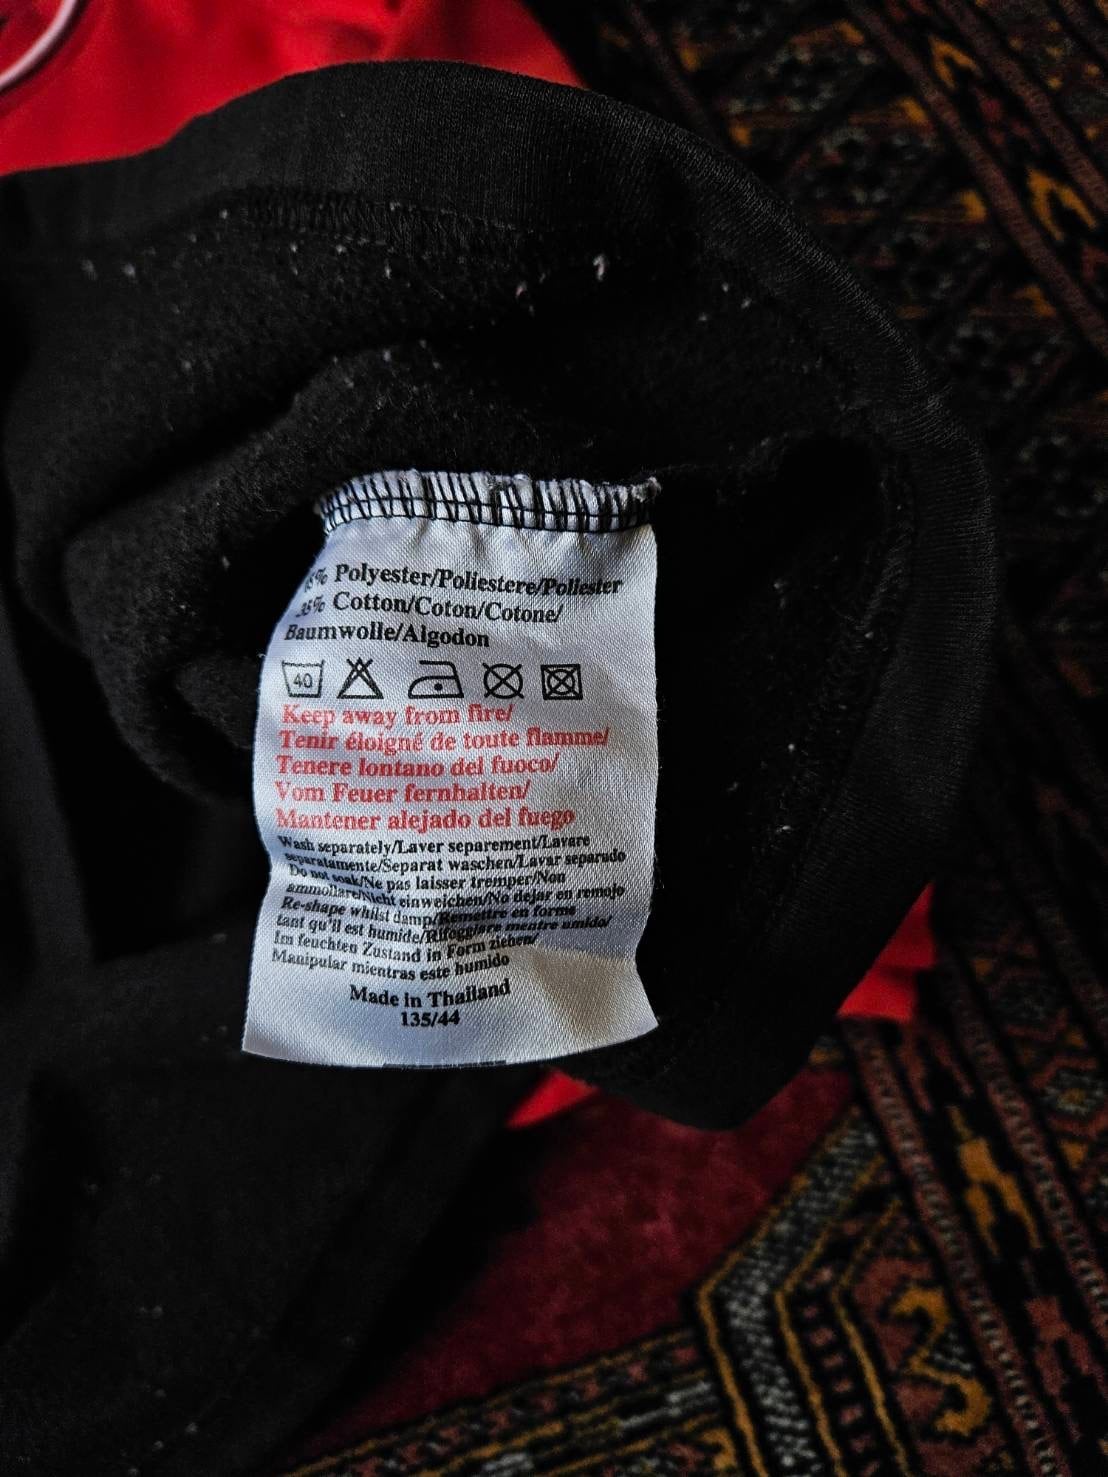 % Polyester/Poliestere/Poliester
% Cotton/Coton/Cotone/
Baumwolle/Algodon
40
Keep away from fire/
Tenir éloigné de toute flamme/
Tenere lontano del fuoco/
Vom Feuer fernhalten/
Mantener alejado del fuego
Wash separately/Laver separement/Lavare
separatamente/Separat waschen/Lavar separado
Do not soak/Ne pas laisser tremper/Non
ammollare/Nicht einweichen/No dejar en remojo
Re-shape whilst damp/Remettre en forme
tant qu'il est humide/Rifoggiare mentre umido/
Im feuchten Zustand in Form ziehen/
Manipular mientras este humido
Made in Thailand
135/44